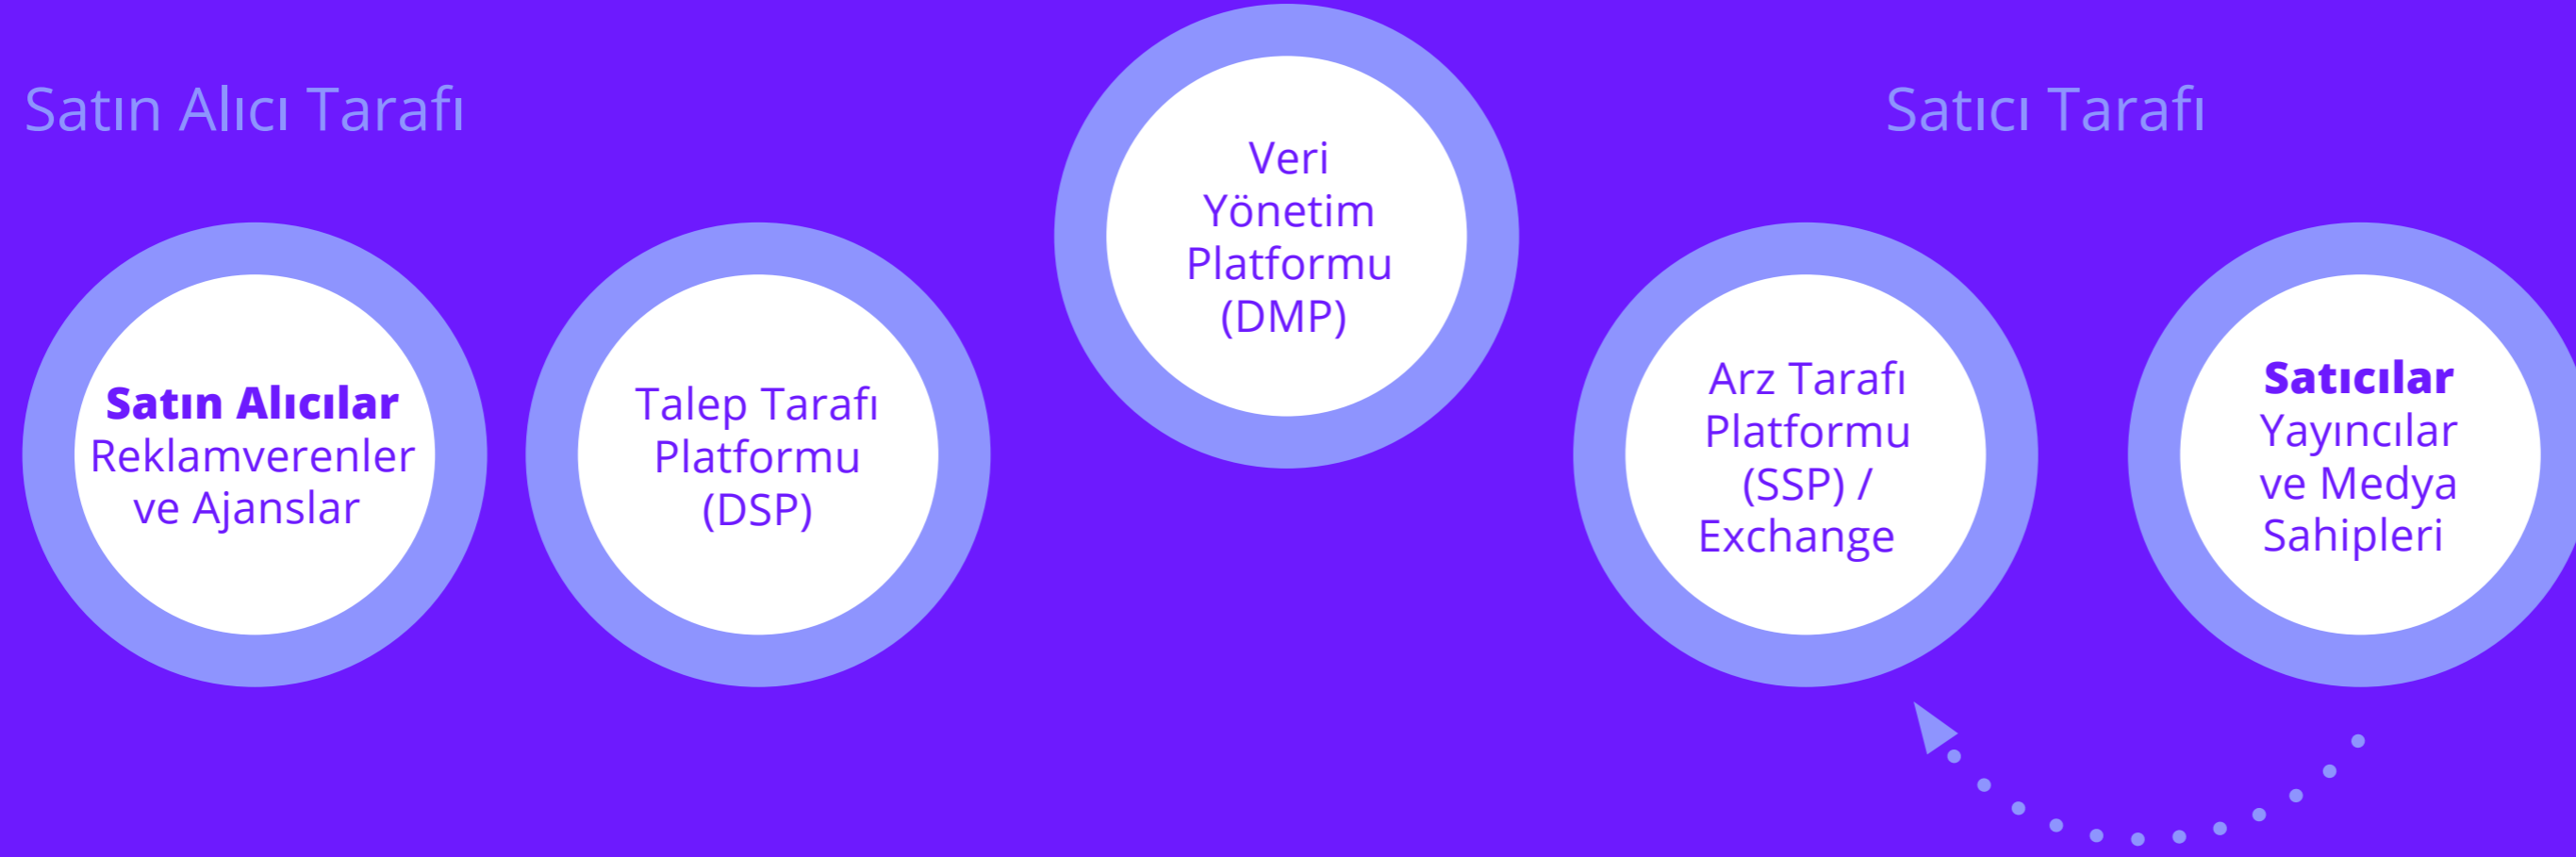 Satın Alıcı Tarafı
Satıcı Tarafı
Satın Alıcılar
Reklamverenler
ve Ajanslar
Talep Tarafı
Platformu
(DSP)
Veri
Yönetim
Platformu
(DMP)
Arz Tarafı
Platformu
(SSP) /
Exchange
Satıcılar
Yayıncılar
ve Medya
Sahipleri